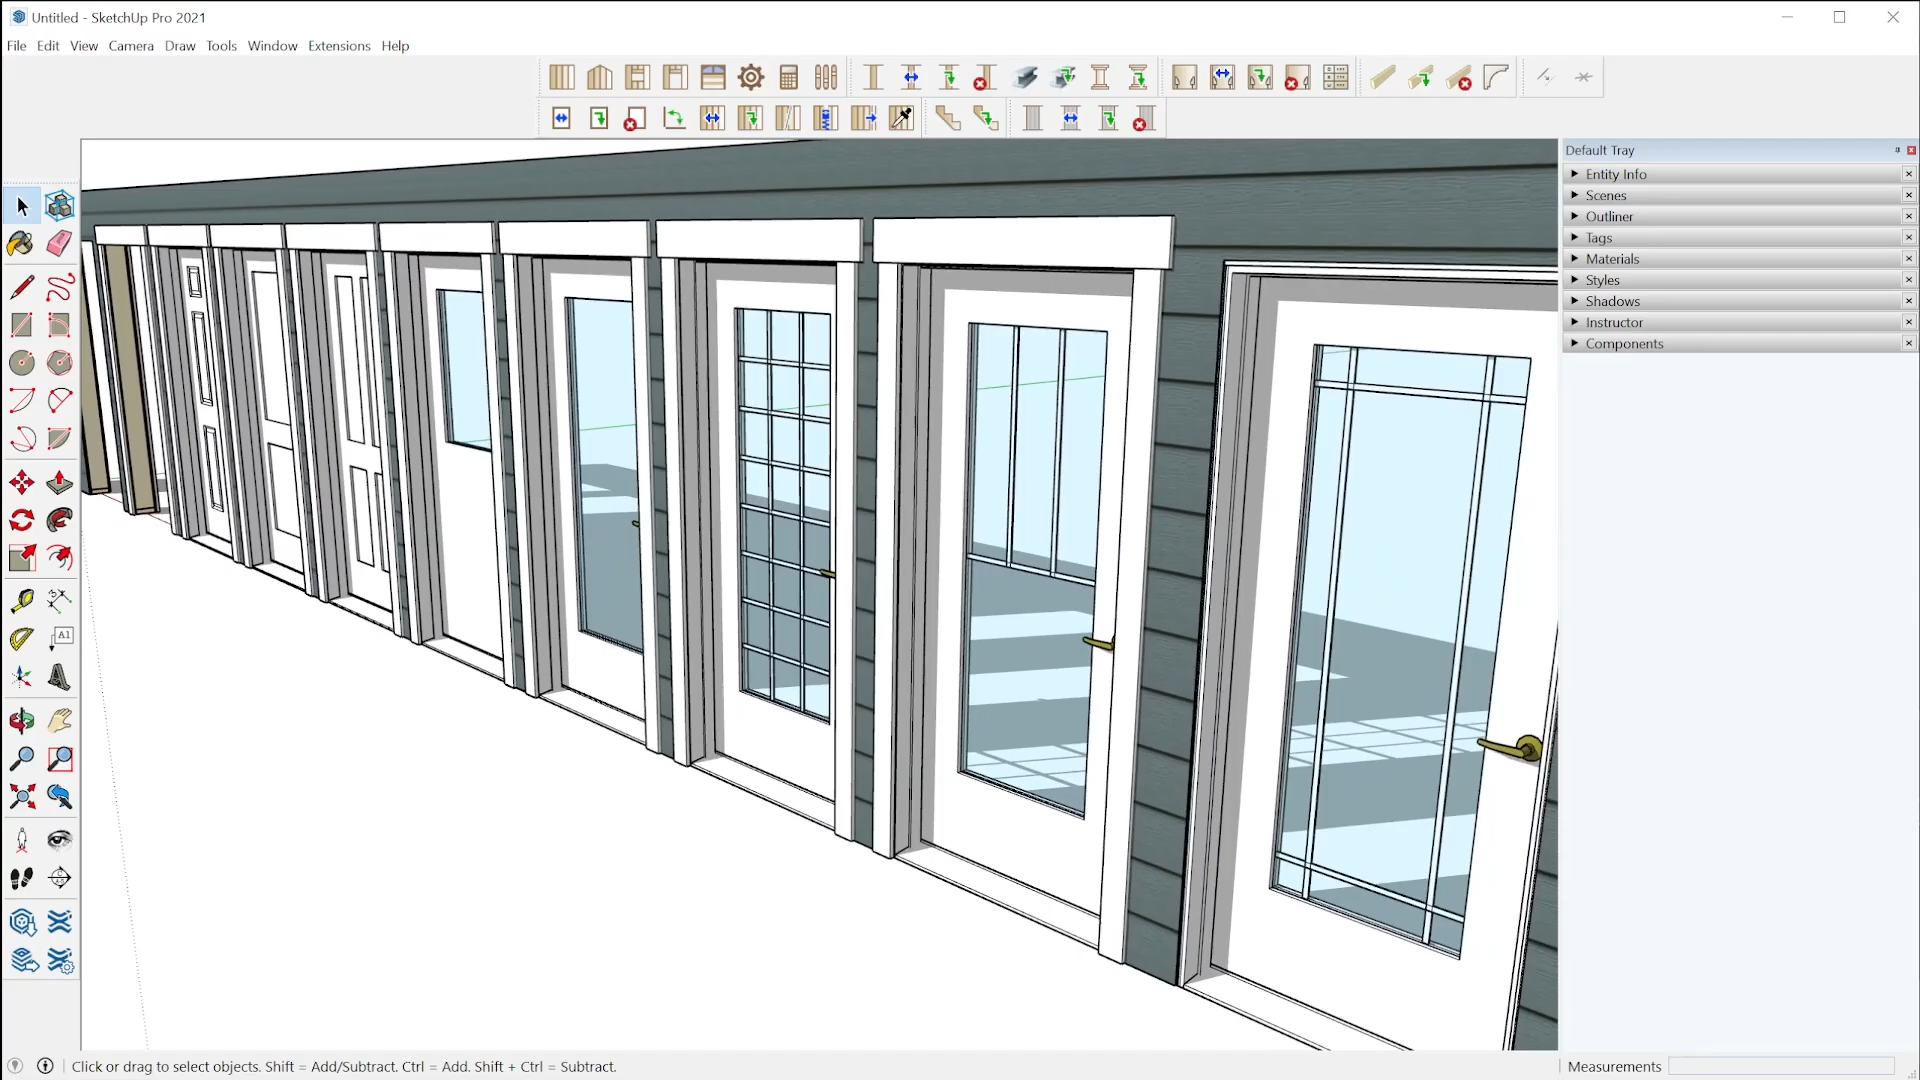 Untitled - SketchUp Pro 2021
File Edit View Camera Draw Tools Window Extensions Help
Default Tray
Entity Info
Scenes
Outliner
Tags
Materials
Styles
Shadows
Instructor
Components
A1
Click or drag to select objects. Shift = Add/Subtract. Ctrl = Add. Shift + Ctrl = Subtract.
Measurements